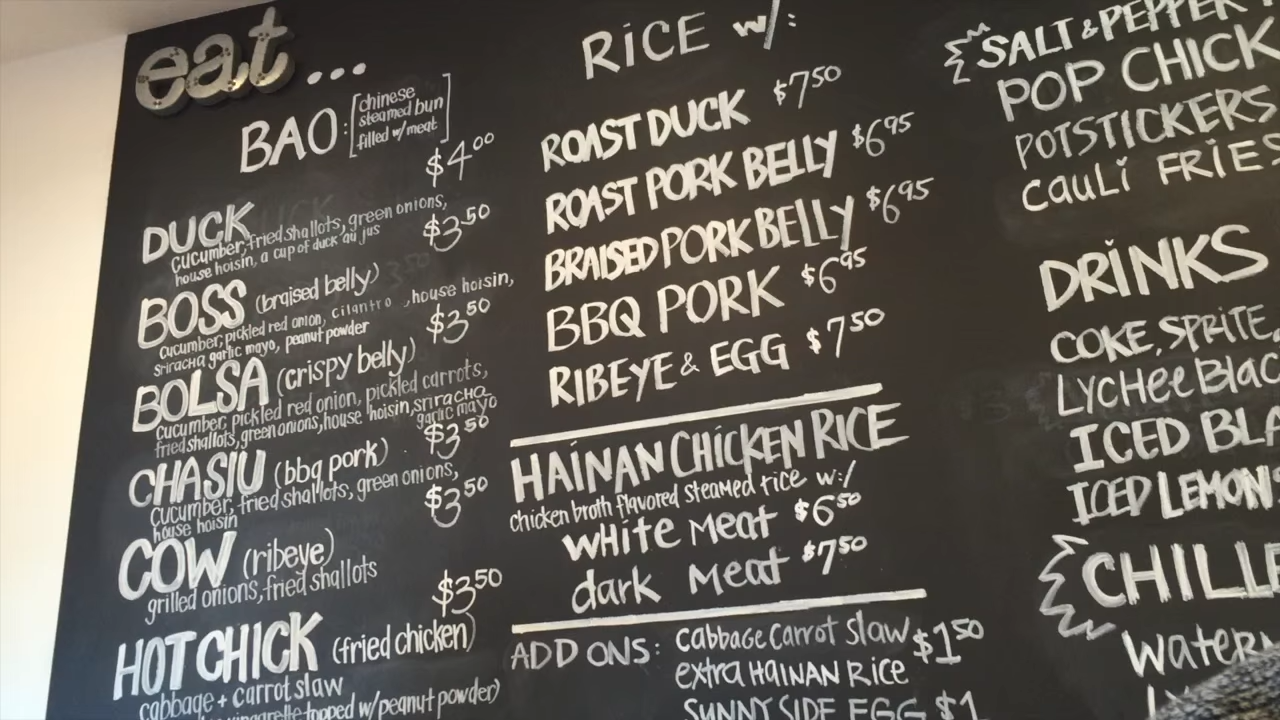 eat...
BAO: [chinese
steamed bun
filled w/meat]
$4.00
DUCK
cucumber, fried shallots, green onions,
house hoisin, a cup of duck au jus
$3.50
BOSS (braised belly)
cucumber, pickled red onion, cilantro, house hoisin,
sriracha garlic mayo, peanut powder
$3.50
BOLSA (crispy belly)
cucumber, pickled red onion, pickled carrots,
fried shallots, green onions, house hoisin, sriracha
garlic mayo
$3.50
CHASIU (bbq pork)
cucumber, fried shallots, green onions,
house hoisin
$3.50
COW (ribeye)
grilled onions, fried shallots
$3.50
HOT CHICK (fried chicken)
cabbage + carrot slaw
topped w/peanut powder)
RICE w/:
ROAST DUCK $7.50
ROAST PORK BELLY $6.95
BRAISED PORK BELLY $6.95
BBQ PORK $6.95
RIBEYE & EGG $7.50
HAINAN CHICKEN RICE
chicken broth flavored steamed rice w:/
WHITE MEAT $6.50
dark MEAT $7.50
ADD ONS: cabbage carrot slaw $1.50
extra HAINAN RICE
SUNNY SIDE EGG $1
SALT & PEPPER
POP CHICK
POTSTICKERS
CAULI FRIES
DRINKS
COKE, SPRITE,
LYCHEE BLAC
ICED BLA
ICED LEMON
CHILLE
WATER